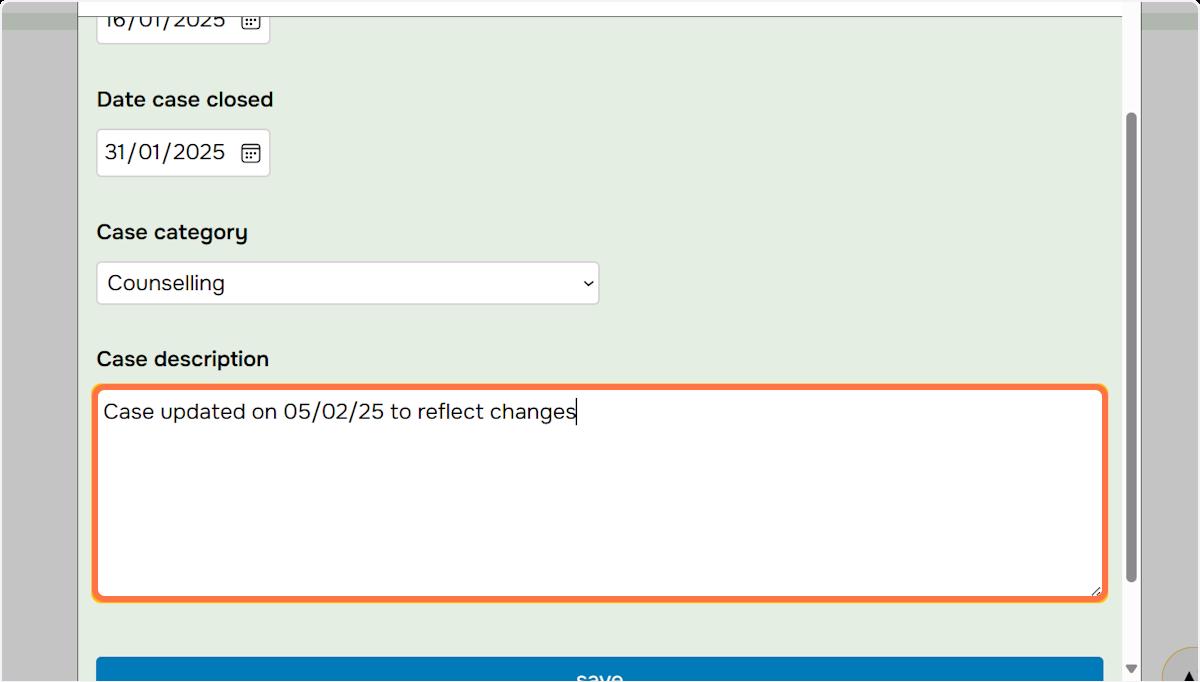 16/01/2025
Date case closed
31/01/2025
Case category
Counselling
Case description
Case updated on 05/02/25 to reflect changes
save